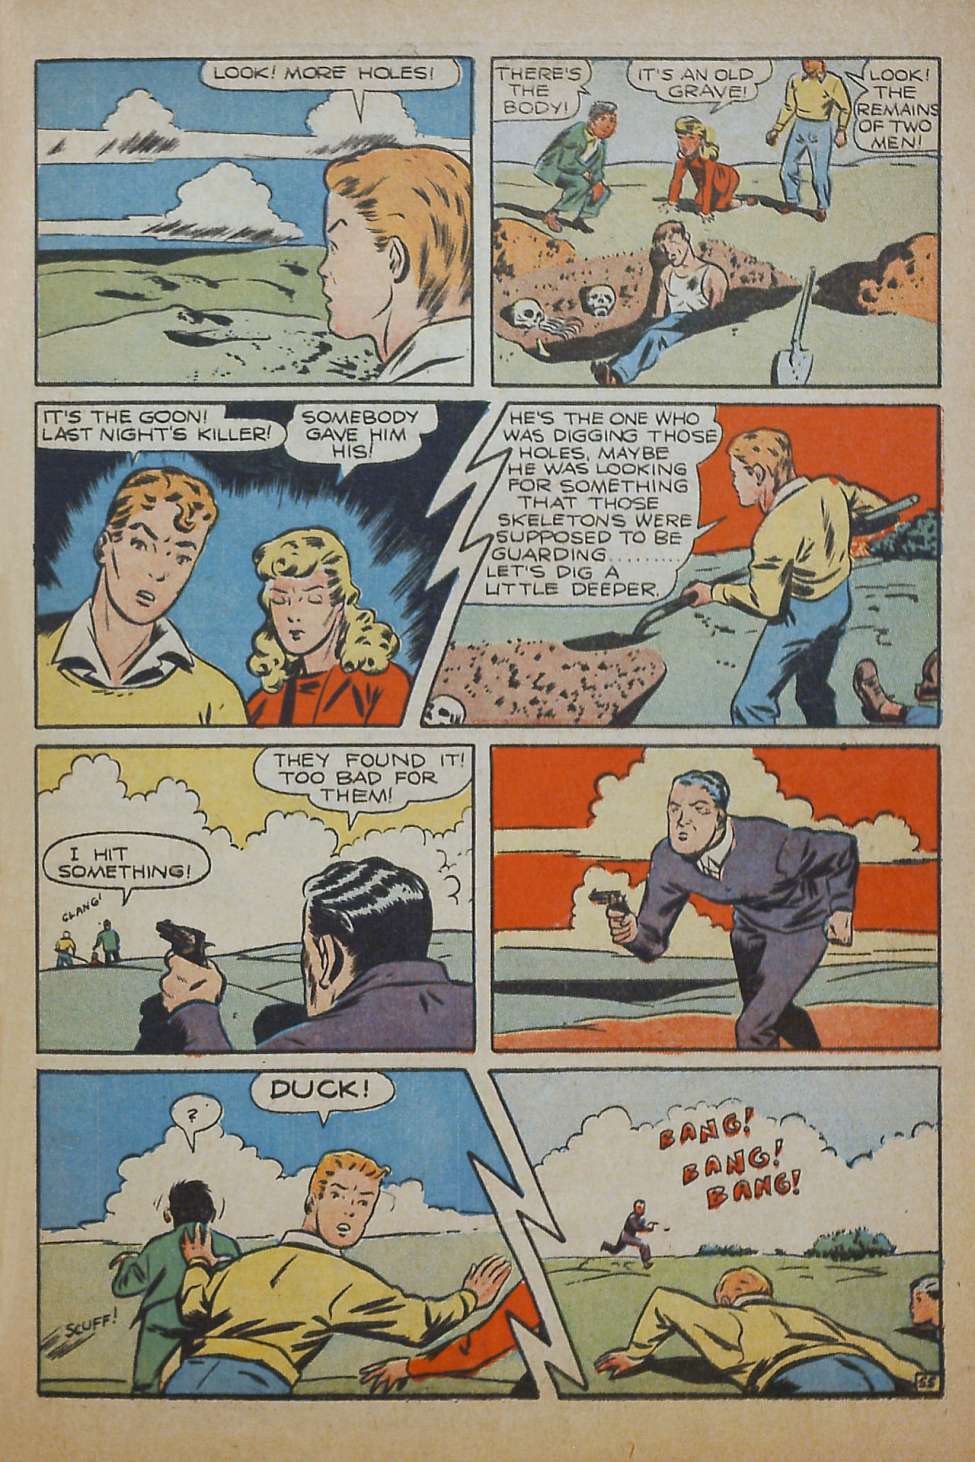 LOOK! MORE HOLES!
THERE'S
THE
BODY!
IT'S AN OLD
GRAVE!
LOOK!
THE
REMAINS
OF TWO
MEN!
IT'S THE GOON!
LAST NIGHT'S KILLER!
SOMEBODY
GAVE HIM
HIS!
HE'S THE ONE WHO
WAS DIGGING THOSE
HOLES, MAYBE
HE WAS LOOKING
FOR SOMETHING
THAT THOSE
SKELETONS WERE
SUPPOSED TO BE
GUARDING..........
LET'S DIG A
LITTLE DEEPER.
THEY FOUND IT!
TOO BAD FOR
THEM!
I HIT
SOMETHING!
CLANG!
DUCK!
?
SCUFF!
BANG!
BANG!
BANG!
55